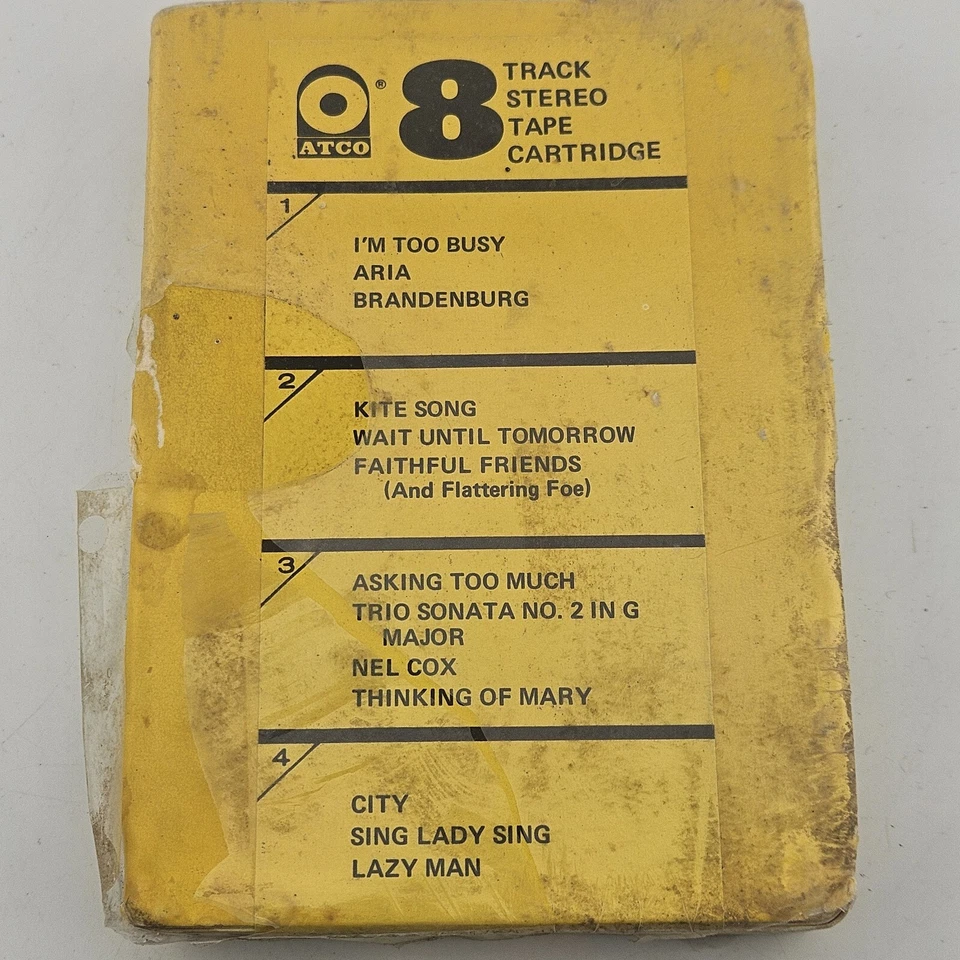 ATCO
®
8 TRACK
STEREO
TAPE
CARTRIDGE
1
I'M TOO BUSY
ARIA
BRANDENBURG
2
KITE SONG
WAIT UNTIL TOMORROW
FAITHFUL FRIENDS
(And Flattering Foe)
3
ASKING TOO MUCH
TRIO SONATA NO. 2 IN G
MAJOR
NEL COX
THINKING OF MARY
4
CITY
SING LADY SING
LAZY MAN